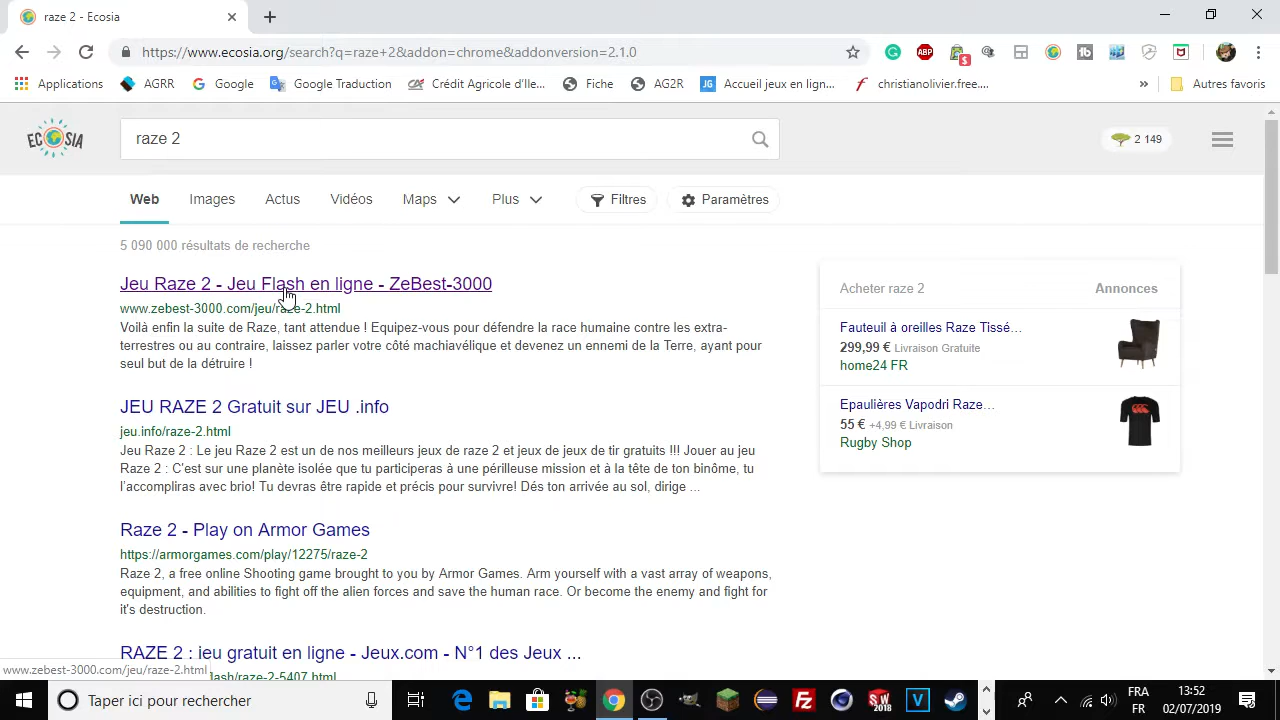 raze 2 - Ecosia
https://www.ecosia.org/search?q=raze+2&addon=chrome&addonversion=2.1.0
ABP
$
tb
Applications
AGRR
Google
Google Traduction
Crédit Agricole d'Ille...
Fiche
AG2R
JG
Accueil jeux en lign...
christianolivier.free....
»
Autres favoris
ECOSIA
raze 2
2 149
Web
Images
Actus
Vidéos
Maps
Plus
Filtres
Paramètres
5 090 000 résultats de recherche
Jeu Raze 2 - Jeu Flash en ligne - ZeBest-3000
www.zebest-3000.com/jeu/raze-2.html
Voilà enfin la suite de Raze, tant attendue ! Equipez-vous pour défendre la race humaine contre les extra-
terrestres ou au contraire, laissez parler votre côté machiavélique et devenez un ennemi de la Terre, ayant pour
seul but de la détruire !
JEU RAZE 2 Gratuit sur JEU .info
jeu.info/raze-2.html
Jeu Raze 2 : Le jeu Raze 2 est un de nos meilleurs jeux de raze 2 et jeux de jeux de tir gratuits !!! Jouer au jeu
Raze 2 : C'est sur une planète isolée que tu participeras à une périlleuse mission et à la tête de ton binôme, tu
l'accompliras avec brio! Tu devras être rapide et précis pour survivre! Dés ton arrivée au sol, dirige ...
Raze 2 - Play on Armor Games
https://armorgames.com/play/12275/raze-2
Raze 2, a free online Shooting game brought to you by Armor Games. Arm yourself with a vast array of weapons,
equipment, and abilities to fight off the alien forces and save the human race. Or become the enemy and fight for
it's destruction.
RAZE 2 : jeu gratuit en ligne - Jeux.com - N°1 des Jeux ...
lash/raze-2-5407.html
Acheter raze 2
Annonces
Fauteuil à oreilles Raze Tissé...
299,99 € Livraison Gratuite
home24 FR
Epaulières Vapodri Raze...
55 € +4,99 € Livraison
Rugby Shop
www.zebest-3000.com/jeu/raze-2.html
Taper ici pour rechercher
SW
2018
V
FRA
FR
13:52
02/07/2019